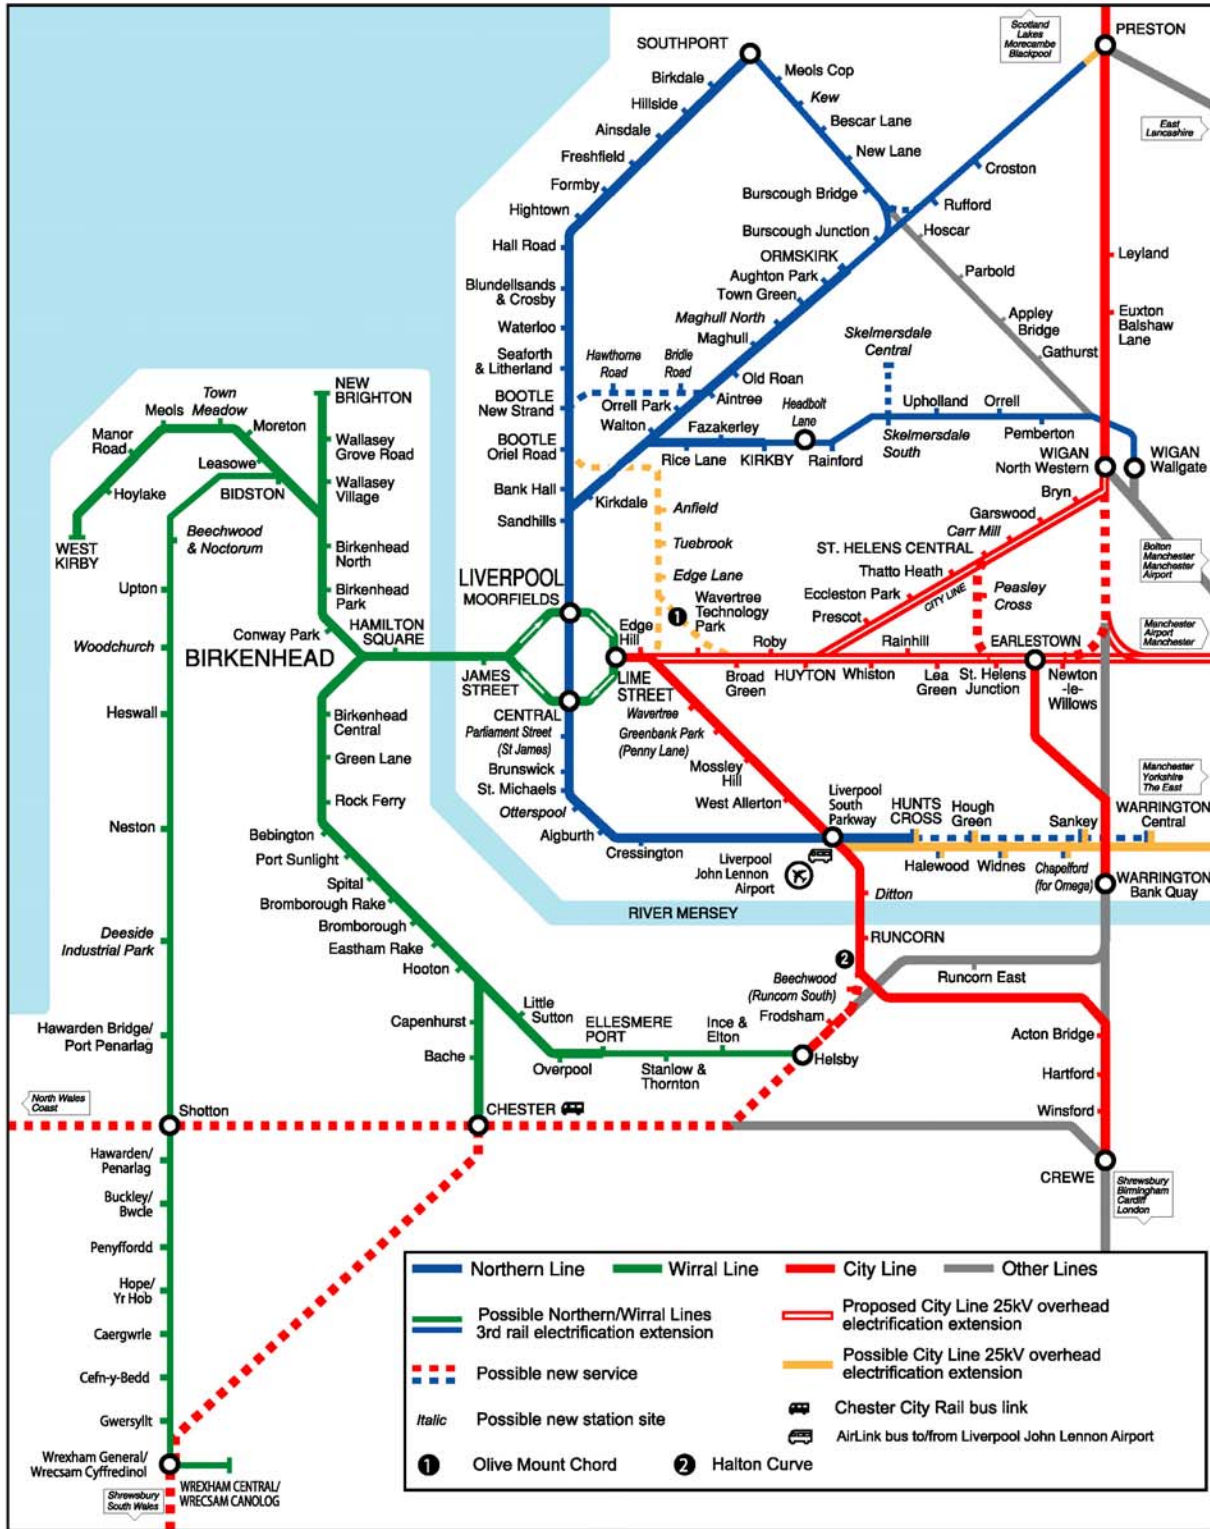 SOUTHPORT
Birkdale
Hillside
Ainsdale
Freshfield
Formby
Hightown
Hall Road
Blundellsands
& Crosby
Waterloo
Seaforth
& Litherland
BOOTLE
New Strand
BOOTLE
Oriel Road
Bank Hall
Sandhills
Meols Cop
Kew
Bescar Lane
New Lane
Burscough Bridge
Burscough Junction
ORMSKIRK
Aughton Park
Town Green
Maghull North
Maghull
Old Roan
Aintree
Orrell Park
Walton
Kirkdale
Hawthorne
Road
Bridle
Road
Scotland
Lakes
Morecambe
Blackpool
PRESTON
East
Lancashire
Croston
Rufford
Hoscar
Parbold
Appley
Bridge
Gathurst
Leyland
Euxton
Balshaw
Lane
Skelmersdale
Central
Headbolt
Lane
Fazakerley
Rice Lane
KIRKBY
Rainford
Upholland
Orrell
Skelmersdale
South
Pemberton
WIGAN
North Western
WIGAN
Wallgate
Bryn
Garswood
Carr Mill
ST. HELENS CENTRAL
Thatto Heath
Eccleston Park
Prescot
CITY LINE
Peasley
Cross
Bolton
Manchester
Manchester
Airport
Manchester
Airport
Manchester
Anfield
Tuebrook
Edge Lane
Wavertree
Technology
Park
1
Edge
Hill
Roby
Rainhill
EARLESTOWN
Broad
Green
HUYTON
Whiston
Lea
Green
St. Helens
Junction
Newton
-le-
Willows
NEW
BRIGHTON
Wallasey
Grove Road
Wallasey
Village
Town
Meadow
Meols
Moreton
Manor
Road
Leasowe
Hoylake
BIDSTON
WEST
KIRBY
Beechwood
& Noctorum
Birkenhead
North
Birkenhead
Park
Conway Park
HAMILTON
SQUARE
BIRKENHEAD
LIVERPOOL
MOORFIELDS
JAMES
STREET
LIME
STREET
CENTRAL
Upton
Woodchurch
Heswall
Neston
Deeside
Industrial Park
Hawarden Bridge/
Port Penarlag
Birkenhead
Central
Green Lane
Rock Ferry
Bebington
Port Sunlight
Spital
Bromborough Rake
Bromborough
Eastham Rake
Hooton
Capenhurst
Bache
Little
Sutton
Overpool
ELLESMERE
PORT
Stanlow &
Thornton
Ince &
Elton
Helsby
Parliament Street
(St James)
Brunswick
St. Michaels
Otterspool
Aigburth
Cressington
Wavertree
Greenbank Park
(Penny Lane)
Mossley
Hill
West Allerton
Liverpool
South
Parkway
Liverpool
John Lennon
Airport
HUNTS
CROSS
Hough
Green
Sankey
WARRINGTON
Central
Halewood
Widnes
Chapelford
(for Omega)
WARRINGTON
Bank Quay
Manchester
Yorkshire
The East
RIVER MERSEY
Ditton
RUNCORN
2
Beechwood
(Runcorn South)
Frodsham
Runcorn East
Acton Bridge
Hartford
Winsford
CREWE
Shrewsbury
Birmingham
Cardiff
London
North Wales
Coast
Shotton
CHESTER
Hawarden/
Penarlag
Buckley/
Bwcle
Penyffordd
Hope/
Yr Hob
Caergwrle
Cefn-y-Bedd
Gwersyllt
Wrexham General/
Wrecsam Cyffredinol
WREXHAM CENTRAL/
WRECSAM CANOLOG
Shrewsbury
South Wales
Northern Line
Wirral Line
City Line
Other Lines
Possible Northern/Wirral Lines
3rd rail electrification extension
Proposed City Line 25kV overhead
electrification extension
Possible new service
Possible City Line 25kV overhead
electrification extension
Italic Possible new station site
Chester City Rail bus link
AirLink bus to/from Liverpool John Lennon Airport
1 Olive Mount Chord
2 Halton Curve